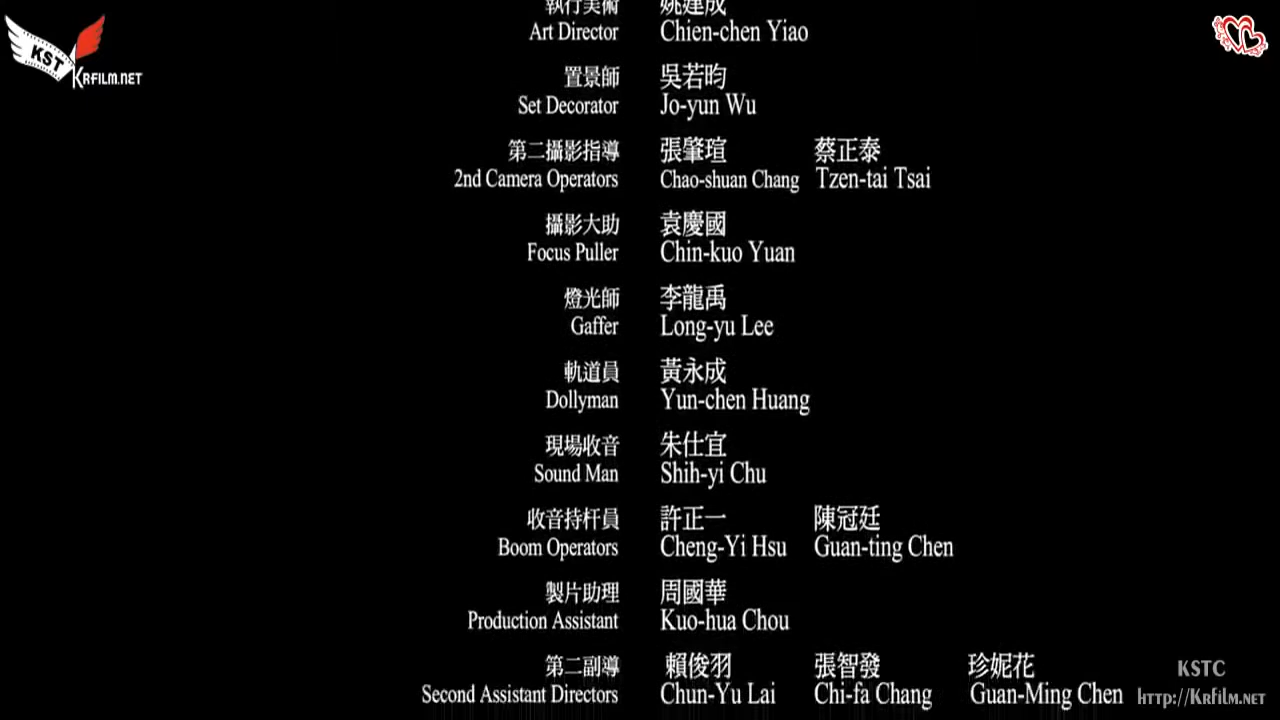 執行美術 姚建成
Art Director Chien-chen Yiao
置景師 吳若昀
Set Decorator Jo-yun Wu
第二攝影指導 張肇瑄 蔡正泰
2nd Camera Operators Chao-shuan Chang Tzen-tai Tsai
攝影大助 袁慶國
Focus Puller Chin-kuo Yuan
燈光師 李龍禹
Gaffer Long-yu Lee
軌道員 黃永成
Dollyman Yun-chen Huang
現場收音 朱仕宜
Sound Man Shih-yi Chu
收音持杆員 許正一 陳冠廷
Boom Operators Cheng-Yi Hsu Guan-ting Chen
製片助理 周國華
Production Assistant Kuo-hua Chou
第二副導 賴俊羽 張智發 珍妮花
Second Assistant Directors Chun-Yu Lai Chi-fa Chang Guan-Ming Chen
KST
KRFILM.NET
KSTC
http://KRFILM.NET